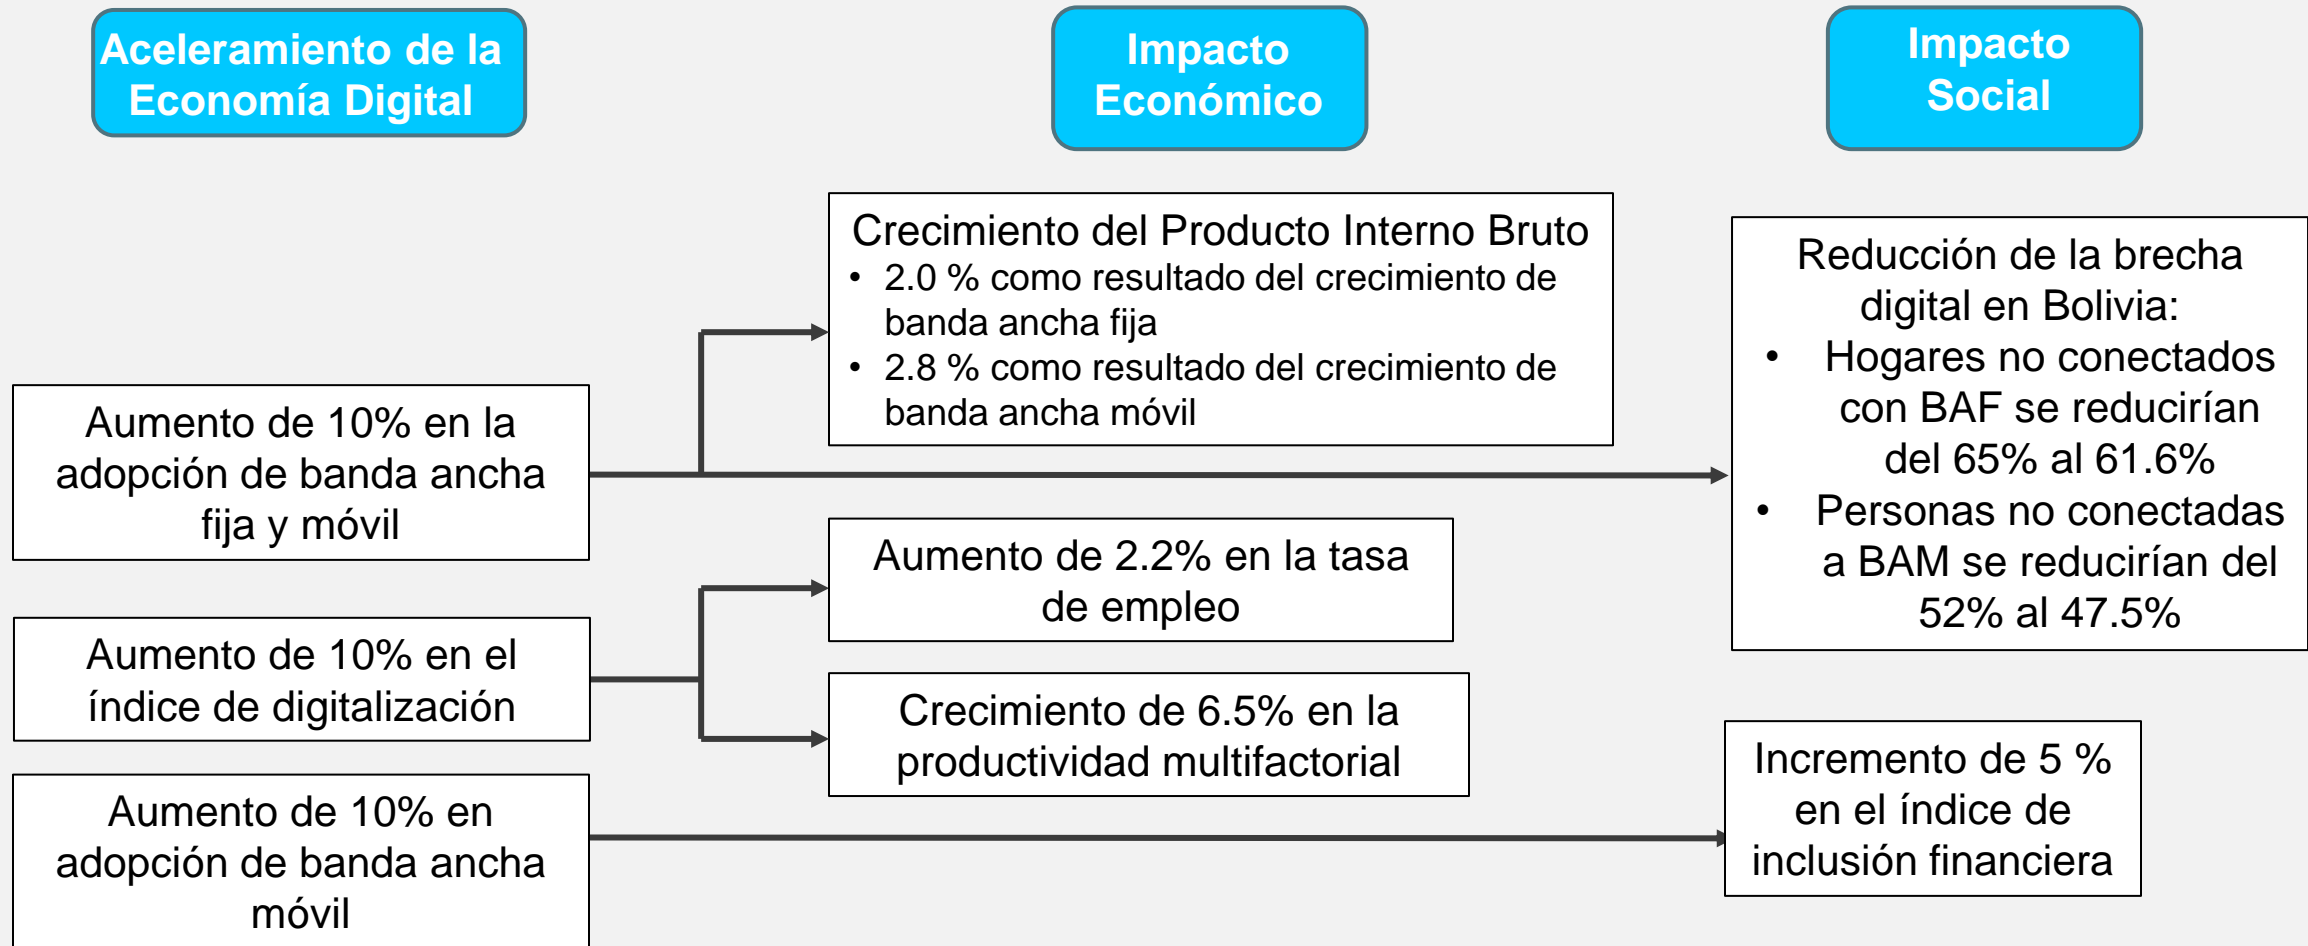 Aceleramiento de la
Economía Digital
Impacto
Económico
Impacto
Social
Crecimiento del Producto Interno Bruto
• 2.0 % como resultado del crecimiento de
banda ancha fija
• 2.8 % como resultado del crecimiento de
banda ancha móvil
Reducción de la brecha
digital en Bolivia:
• Hogares no conectados
con BAF se reducirían
del 65% al 61.6%
• Personas no conectadas
a BAM se reducirían del
52% al 47.5%
Aumento de 10% en la
adopción de banda ancha
fija y móvil
Aumento de 2.2% en la tasa
de empleo
Aumento de 10% en el
índice de digitalización
Crecimiento de 6.5% en la
productividad multifactorial
Incremento de 5 %
en el índice de
inclusión financiera
Aumento de 10% en
adopción de banda ancha
móvil